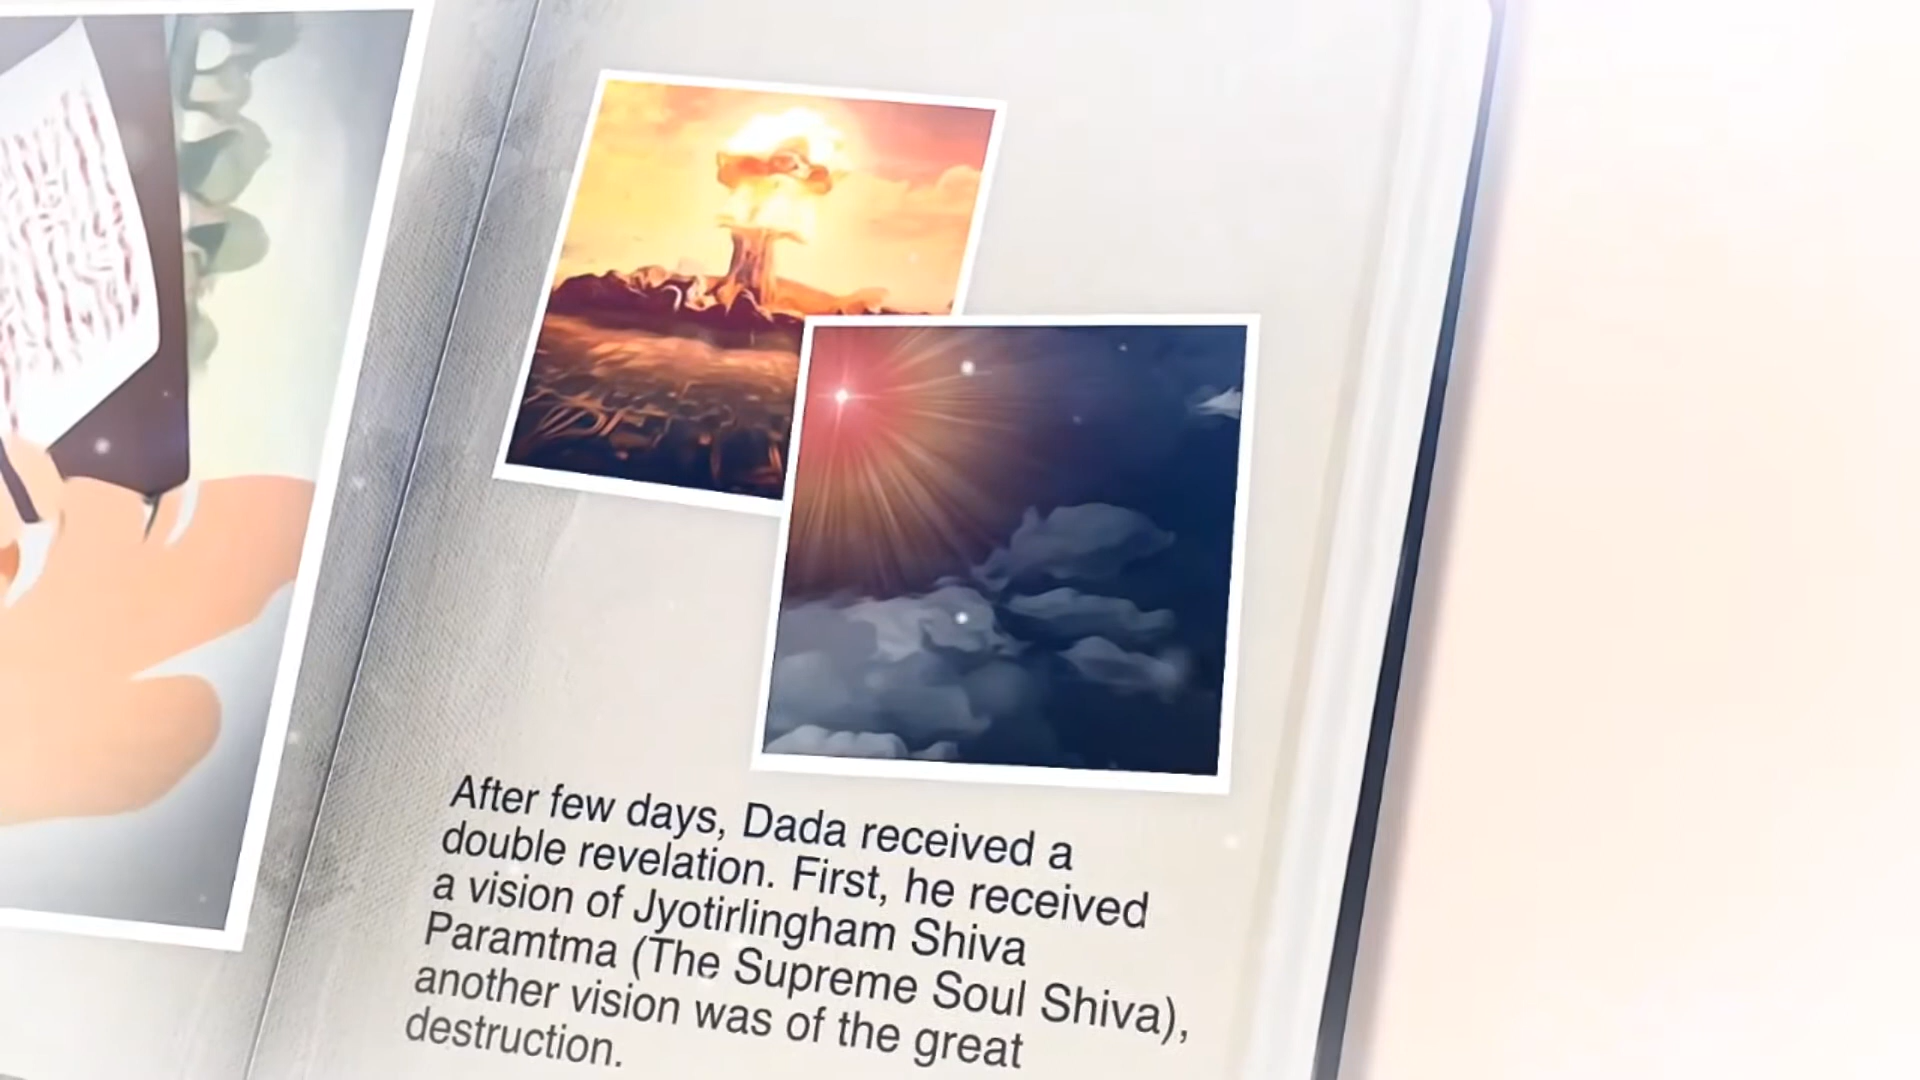 After few days, Dada received a
double revelation. First, he received
a vision of Jyotirlingham Shiva
Paramtma (The Supreme Soul Shiva),
another vision was of the great
destruction.